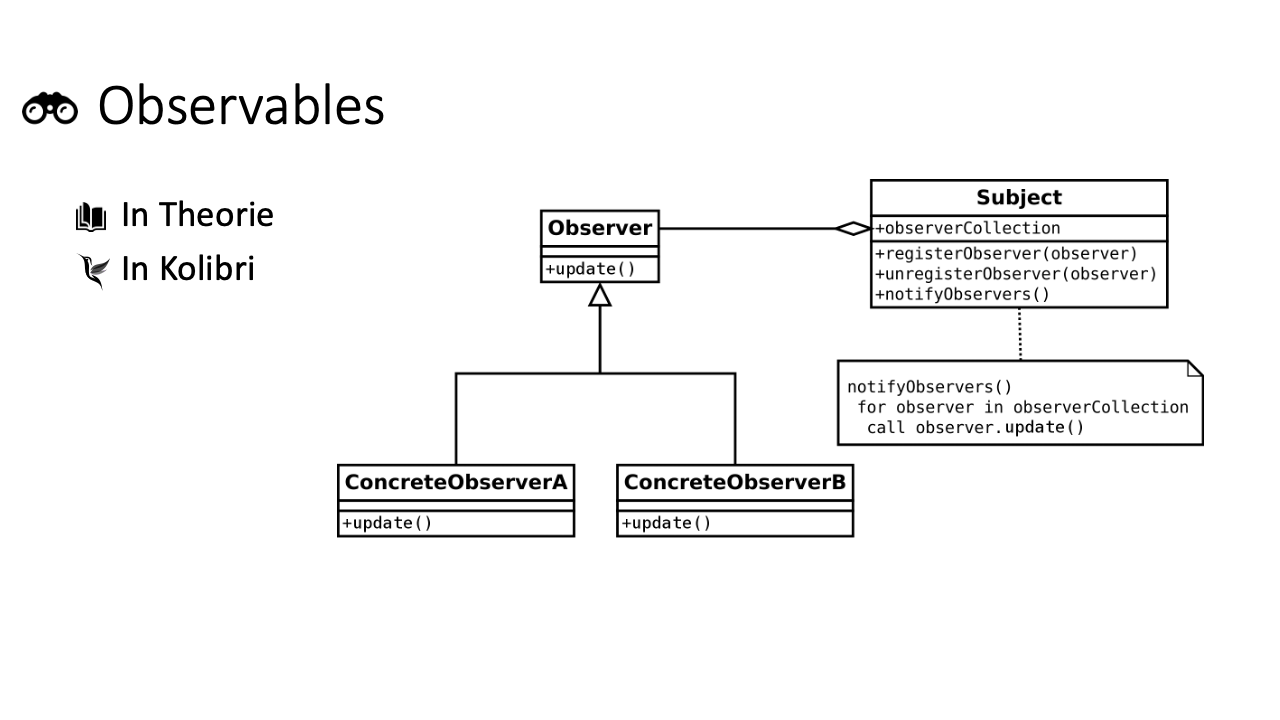 Observables
In Theorie
In Kolibri
Observer
+update()
Subject
+observerCollection
+registerObserver(observer)
+unregisterObserver(observer)
+notifyObservers()
notifyObservers()
for observer in observerCollection
call observer.update()
ConcreteObserverA
+update()
ConcreteObserverB
+update()